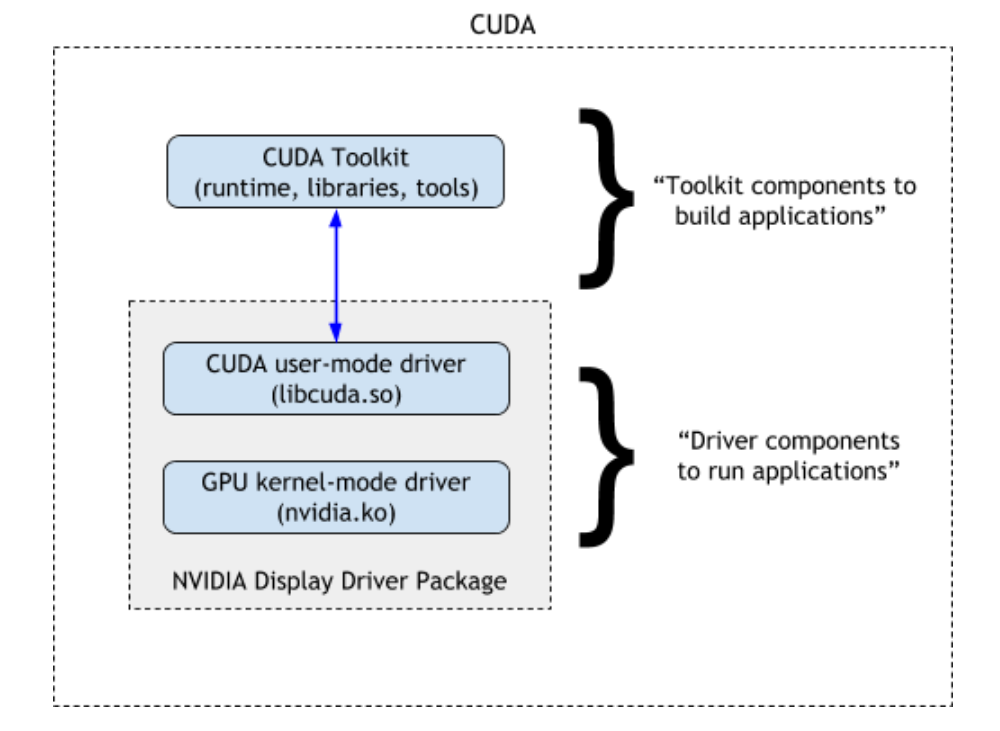 CUDA
CUDA Toolkit
(runtime, libraries, tools)
“Toolkit components to
build applications”
CUDA user-mode driver
(libcuda.so)
GPU kernel-mode driver
(nvidia.ko)
NVIDIA Display Driver Package
“Driver components
to run applications”